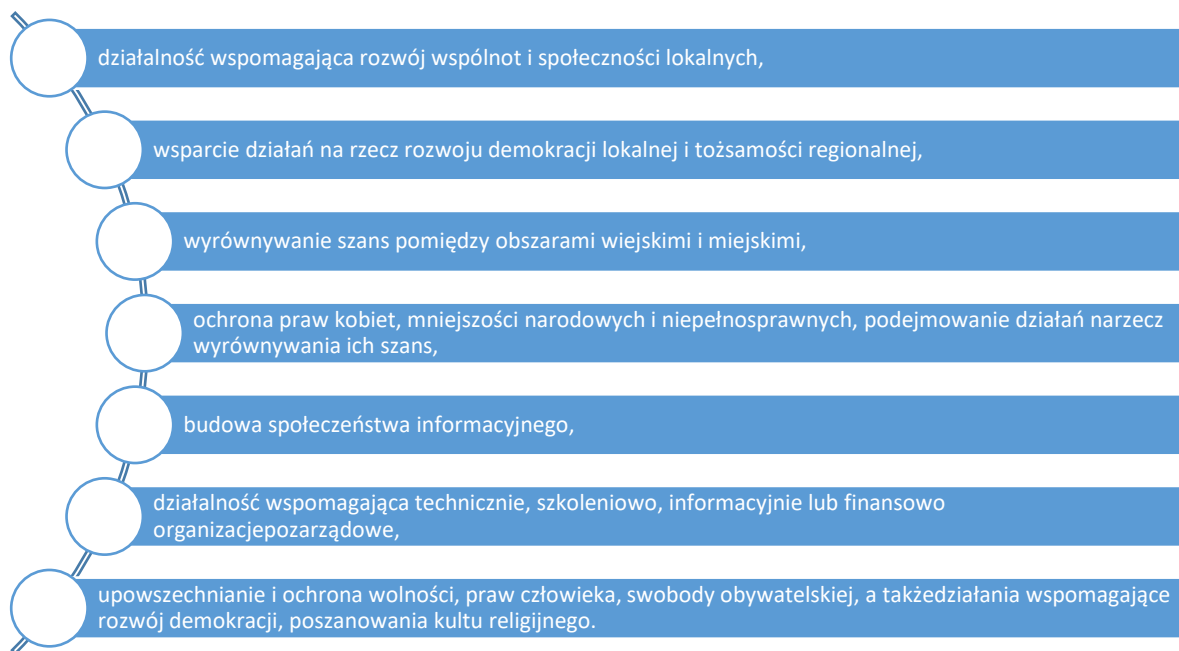 działalność wspomagająca rozwój wspólnot i społeczności lokalnych,
wsparcie działań na rzecz rozwoju demokracji lokalnej i tożsamości regionalnej,
wyrównywanie szans pomiędzy obszarami wiejskimi i miejskimi,
ochrona praw kobiet, mniejszości narodowych i niepełnosprawnych, podejmowanie działań narzecz
wyrównywania ich szans,
budowa społeczeństwa informacyjnego,
działalność wspomagająca technicznie, szkoleniowo, informacyjnie lub finansowo
organizacjepozarządowe,
upowszechnianie i ochrona wolności, praw człowieka, swobody obywatelskiej, a takżedziałania wspomagające
rozwój demokracji, poszanowania kultu religijnego.